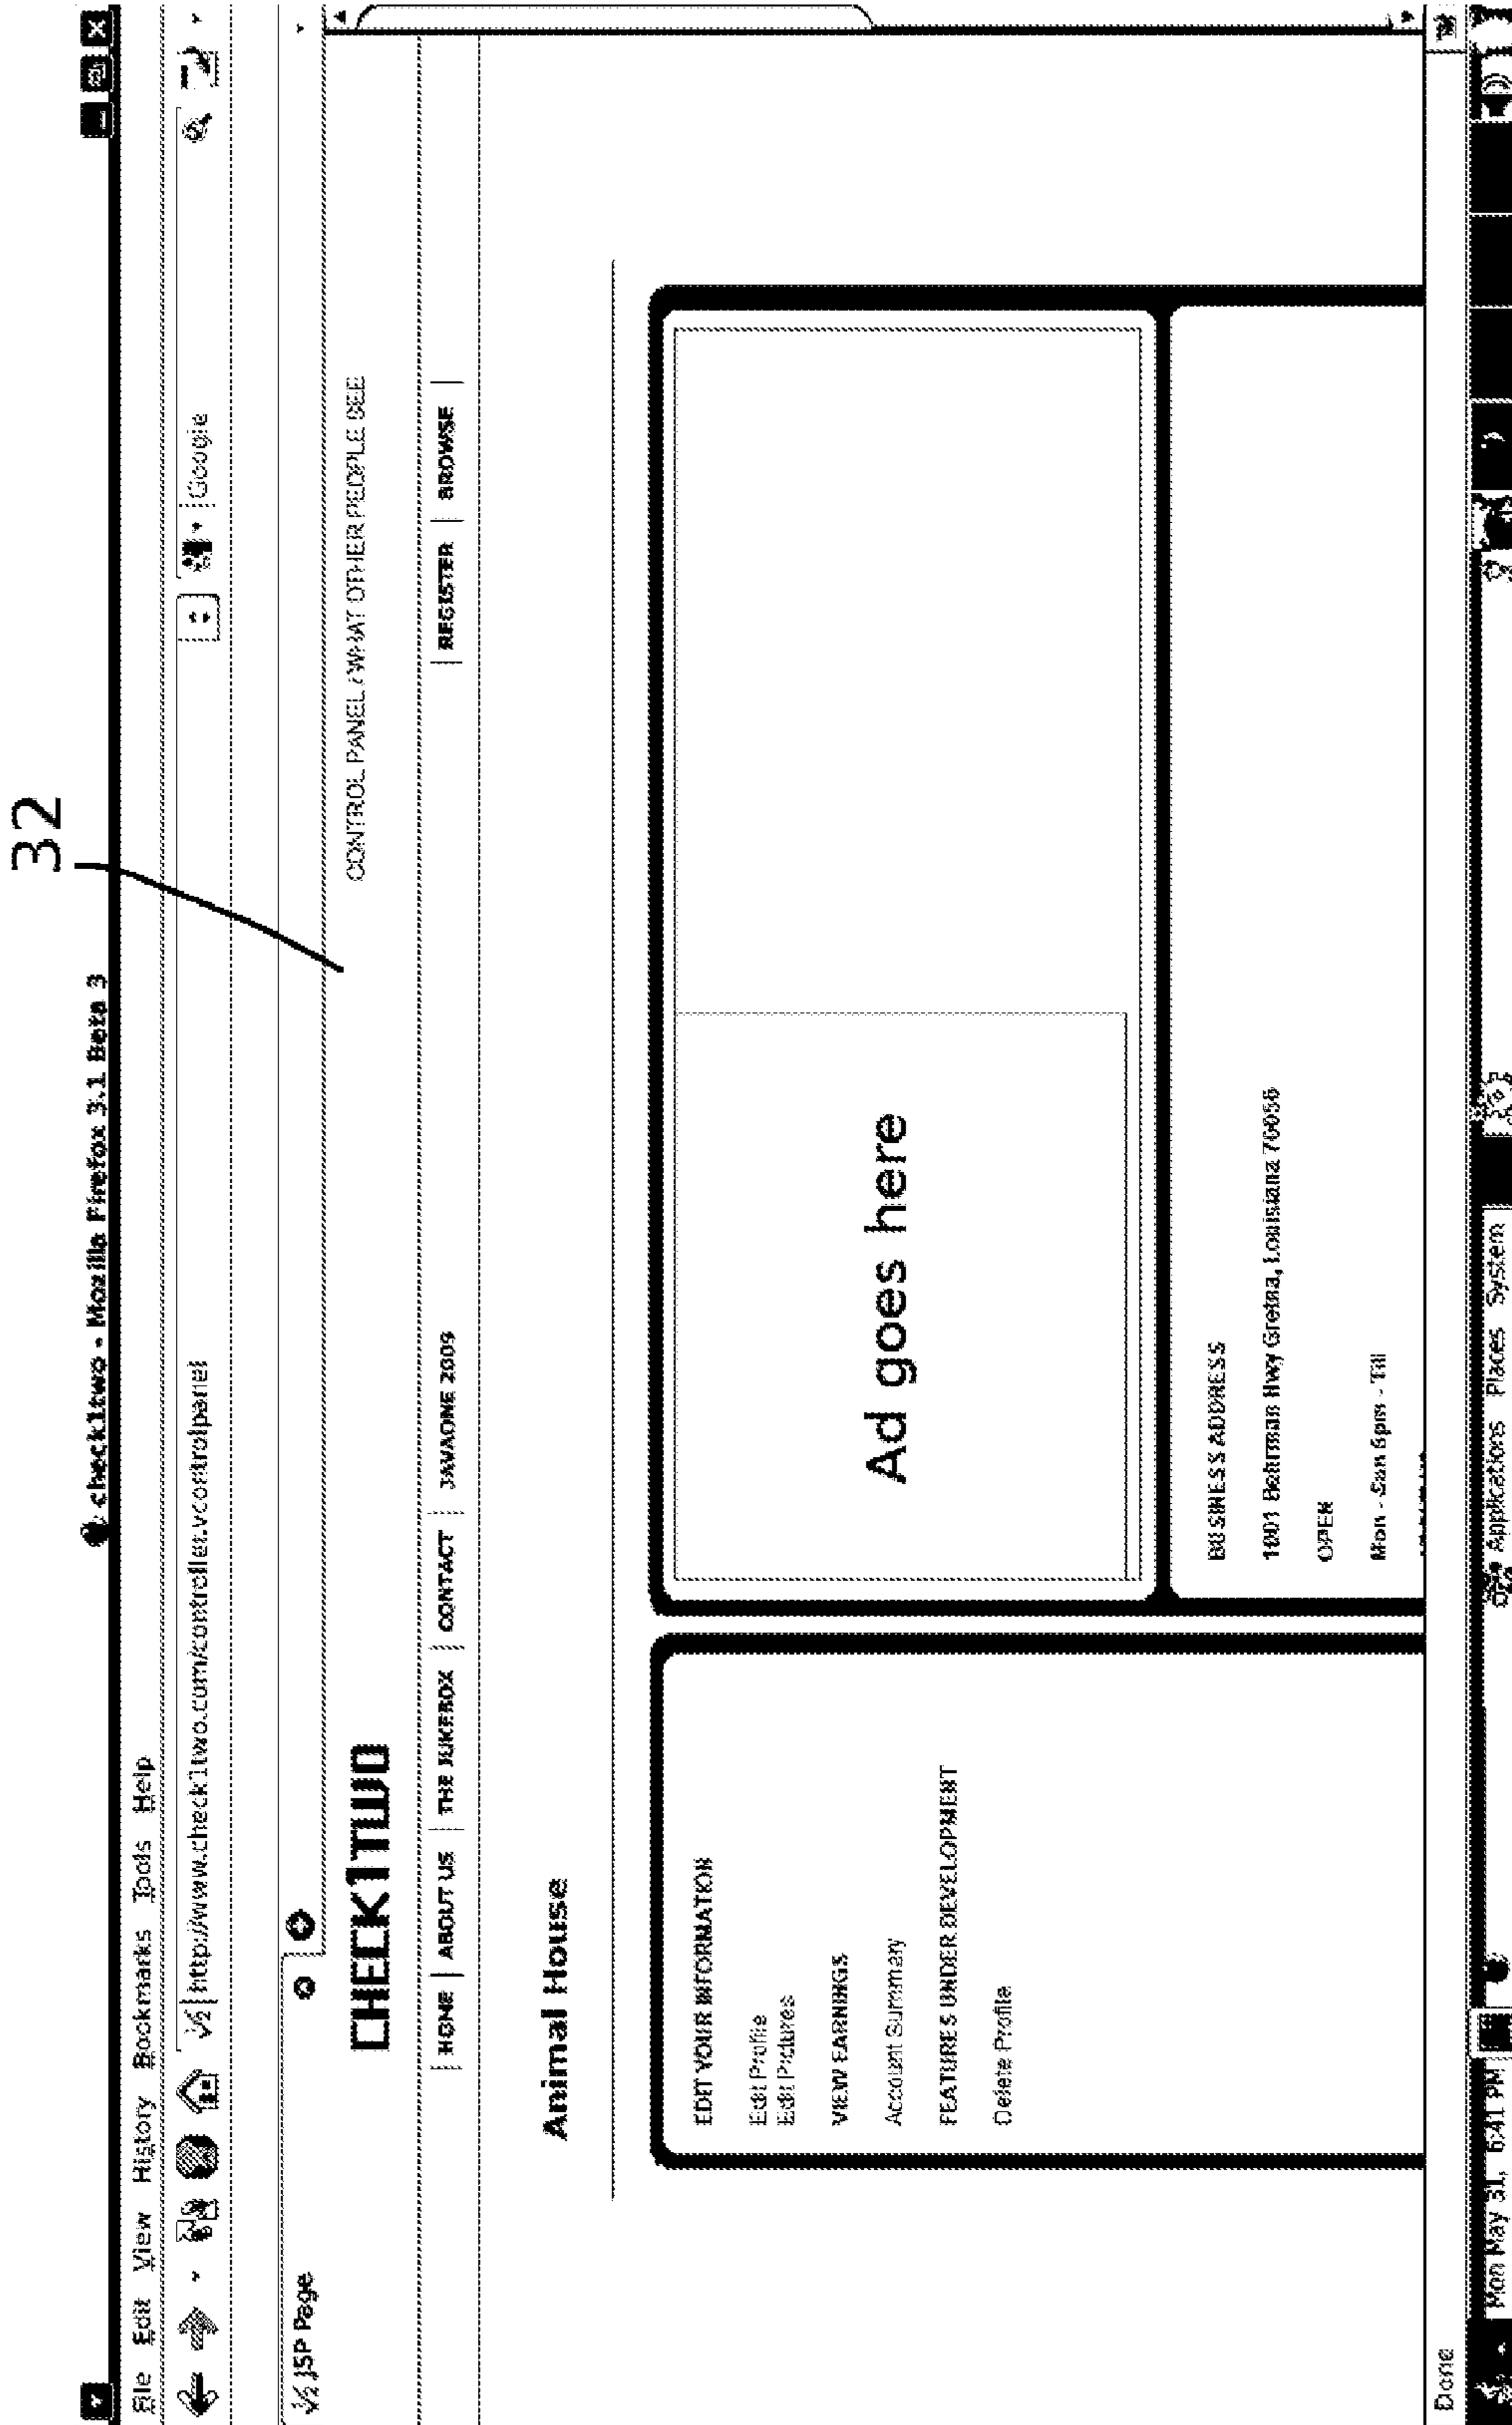 32
check1two - Mozilla Firefox 3.1 Beta 3
File Edit View History Bookmarks Tools Help
http://www.check1two.com/controller.vcontrolpanel
Google
JSP Page
CHECK1TWO
CONTROL PANEL / WHAT OTHER PEOPLE SEE
HOME | ABOUT US | THE JUKEBOX | CONTACT | JAVAONE 2009 | REGISTER | BROWSE |
Animal House
EDIT YOUR INFORMATION
Edit Profile
Edit Pictures
VIEW EARNINGS
Account Summary
FEATURES UNDER DEVELOPMENT
Delete Profile
Ad goes here
BUSINESS ADDRESS
1001 Behrman Hwy Gretna, Louisiana 70056
OPEN
Mon - Sun 6pm - Till
Done
Mon May 31, 6:41 PM
Applications Places System